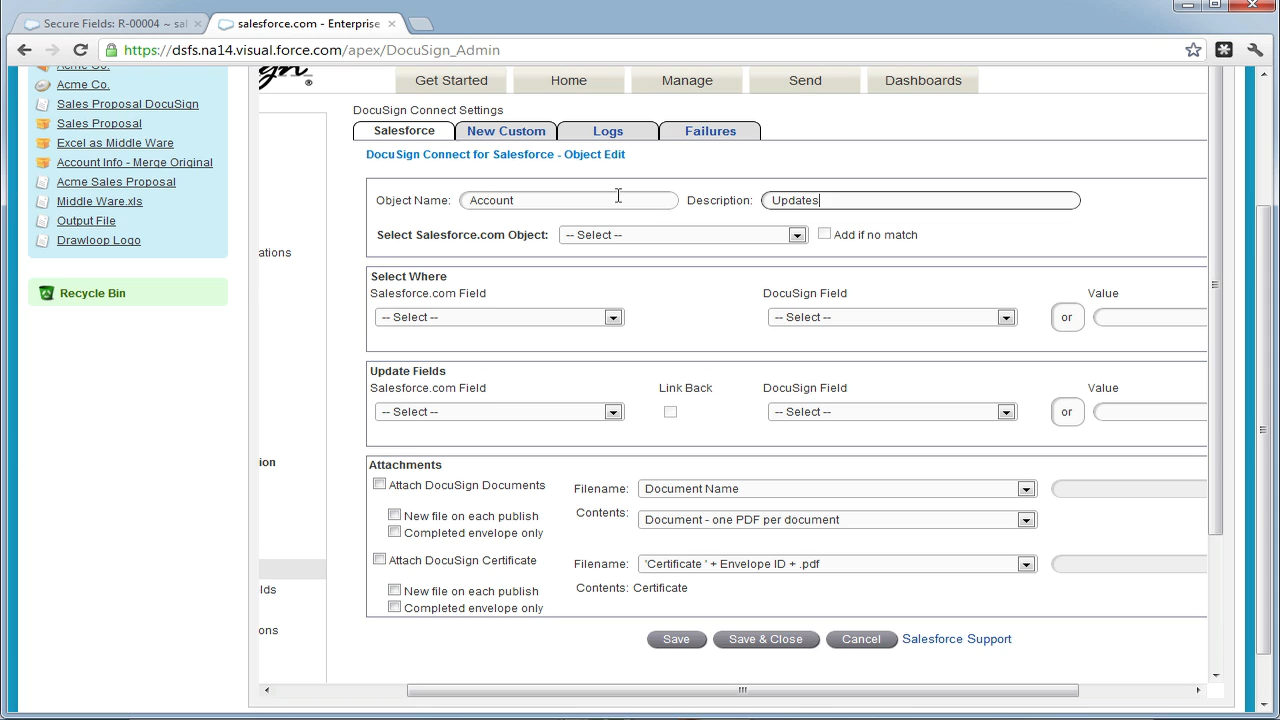 Secure Fields: R-00004 ~ sal
salesforce.com - Enterprise
https://dsfs.na14.visual.force.com/apex/DocuSign_Admin
Acme Co.
Acme Co.
Sales Proposal DocuSign
Sales Proposal
Excel as Middle Ware
Account Info - Merge Original
Acme Sales Proposal
Middle Ware.xls
Output File
Drawloop Logo
Recycle Bin
Get Started
Home
Manage
Send
Dashboards
ations
ion
lds
ons
DocuSign Connect Settings
Salesforce
New Custom
Logs
Failures
DocuSign Connect for Salesforce - Object Edit
Object Name: Account Description: Updates
Select Salesforce.com Object: -- Select -- Add if no match
Select Where
Salesforce.com Field DocuSign Field Value
-- Select -- -- Select -- or
Update Fields
Salesforce.com Field Link Back DocuSign Field Value
-- Select -- -- Select -- or
Attachments
Attach DocuSign Documents Filename: Document Name
New file on each publish Contents: Document - one PDF per document
Completed envelope only
Attach DocuSign Certificate Filename: 'Certificate ' + Envelope ID + .pdf
New file on each publish Contents: Certificate
Completed envelope only
Save Save & Close Cancel Salesforce Support